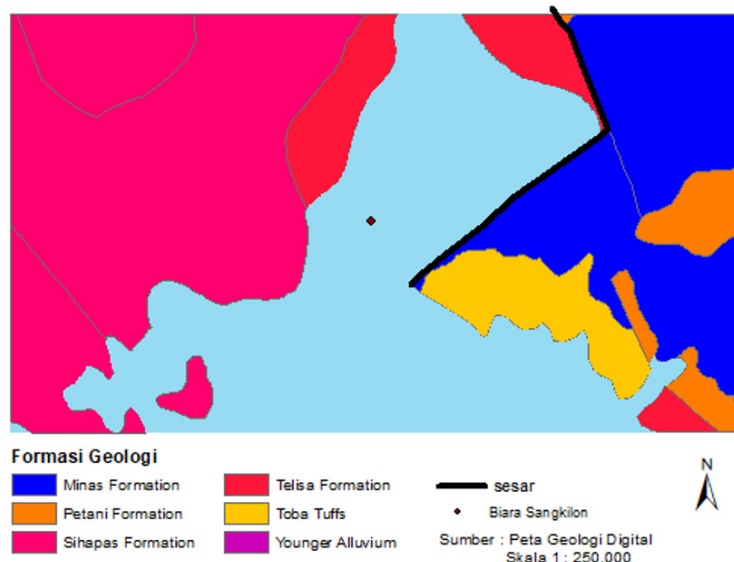 Formasi Geologi
Minas Formation
Petani Formation
Sihapas Formation
Telisa Formation
Toba Tuffs
Younger Alluvium
sesar
Biara Sangkilon
Sumber : Peta Geologi Digital
Skala 1 : 250.000
N